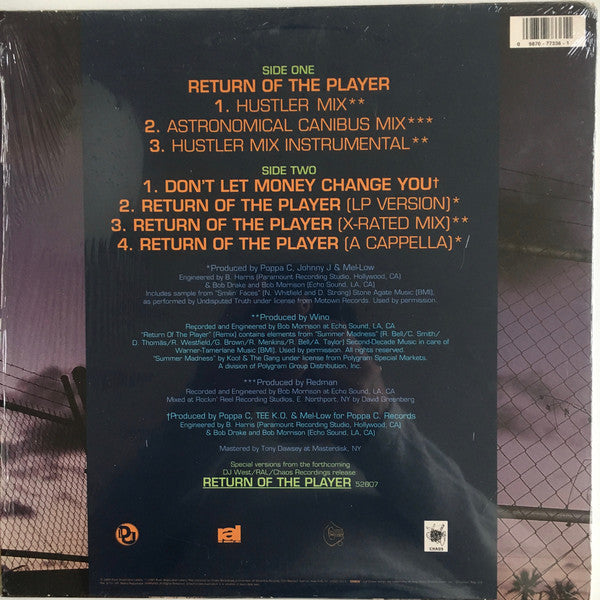 SIDE ONE
RETURN OF THE PLAYER
1. HUSTLER MIX**
2. ASTRONOMICAL CANIBUS MIX***
3. HUSTLER MIX INSTRUMENTAL**
SIDE TWO
1. DON'T LET MONEY CHANGE YOU†
2. RETURN OF THE PLAYER (LP VERSION)*
3. RETURN OF THE PLAYER (X-RATED MIX)**
4. RETURN OF THE PLAYER (A CAPPELLA)*
*Produced by Poppa C, Johnny J & Mel-Low
Engineered by B. Harris (Paramount Recording Studio, Hollywood, CA)
& Bob Drake and Bob Morrison (Echo Sound, LA, CA)
Includes sample from "Smilin' Faces" (N. Whitfield and D. Strong) Stone Agate Music (BMI),
as performed by Undisputed Truth under license from Motown Records. Used by permission.
**Produced by Wino
Recorded and Engineered by Bob Morrison at Echo Sound, LA, CA
"Return Of The Player" (Remix) contains elements from "Summer Madness" (R. Bell/C. Smith/
D. Thomas/R. Westfield/G. Brown/R. Menkins/R. Bell/A. Taylor) Second-Decade Music in care of
Warner-Tamerlane Music (BMI). Used by permission. All rights reserved.
"Summer Madness" by Kool & The Gang under license from Polygram Special Markets.
A division of Polygram Group Distribution, Inc.
***Produced by Redman
Recorded and Engineered by Bob Morrison at Echo Sound, LA, CA
Mixed at Rockin' Reel Recording Studios, E. Northport, NY by David Greenberg
†Produced by Poppa C, TEE K.O. & Mel-Low for Poppa C. Records
Engineered by B. Harris (Paramount Recording Studio, Hollywood, CA)
& Bob Drake and Bob Morrison (Echo Sound, LA, CA)
Mastered by Tony Dawsey at Masterdisk, NY
Special versions from the forthcoming
DJ West/RAL/Chaos Recordings release
RETURN OF THE PLAYER 52807
ral
CHAOS